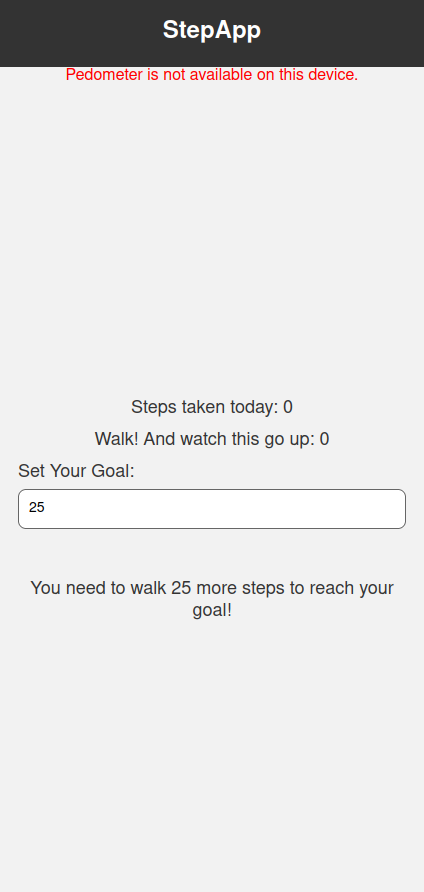 StepApp
Pedometer is not available on this device.
Steps taken today: 0
Walk! And watch this go up: 0
Set Your Goal:
25
You need to walk 25 more steps to reach your
goal!